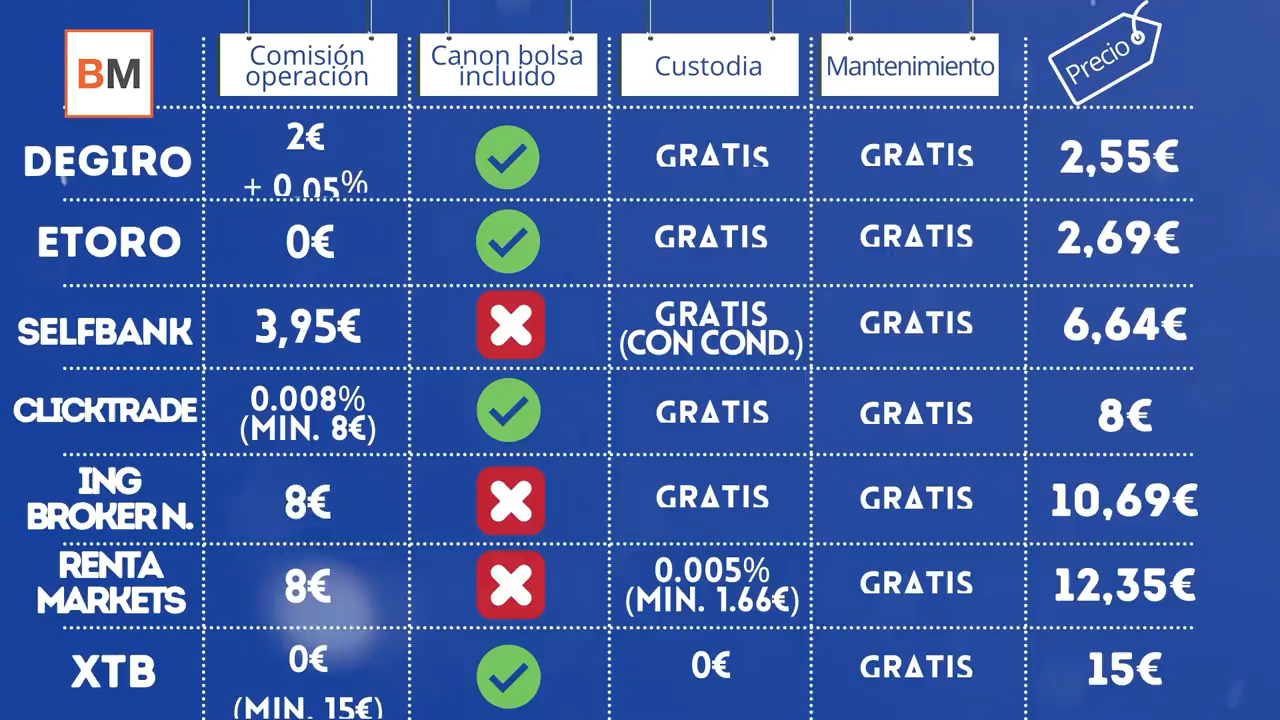 BM
Comisión
operación
Canon bolsa
incluido
Custodia
Mantenimiento
Precio
DEGIRO
2€
+ 0.05%
GRATIS
GRATIS
2,55€
ETORO
0€
GRATIS
GRATIS
2,69€
SELFBANK
3,95€
GRATIS
(CON COND.)
GRATIS
6,64€
CLICKTRADE
0.008%
(MIN. 8€)
GRATIS
GRATIS
8€
ING
BROKER N.
8€
GRATIS
GRATIS
10,69€
RENTA
MARKETS
8€
0.005%
(MIN. 1.66€)
GRATIS
12,35€
XTB
0€
(MIN. 15€)
0€
GRATIS
15€